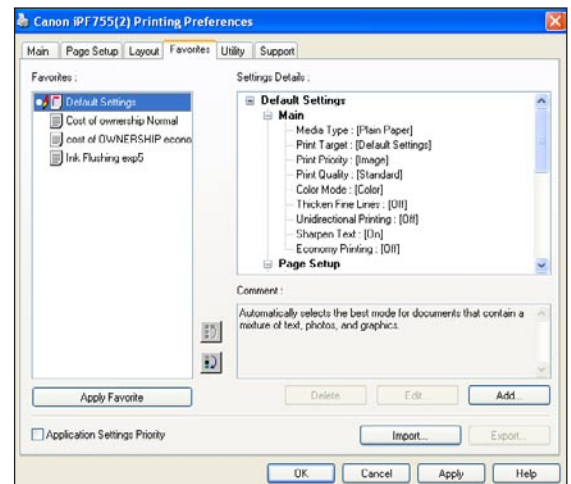 Canon iPF755(2) Printing Preferences
Main Page Setup Layout Favorites Utility Support
Favorites :
Default Settings
Cost of ownership Normal
cost of OWNERSHIP econo
Ink Flushing exp5
Apply Favorite
Settings Details :
Default Settings
Main
Media Type : [Plain Paper]
Print Target : [Default Settings]
Print Priority : [Image]
Print Quality : [Standard]
Color Mode : [Color]
Thicken Fine Lines : [Off]
Unidirectional Printing : [Off]
Sharpen Text : [On]
Economy Printing : [Off]
Page Setup
Comment :
Automatically selects the best mode for documents that contain a
mixture of text, photos, and graphics.
Delete Edit Add...
Application Settings Priority
Import... Export...
OK Cancel Apply Help